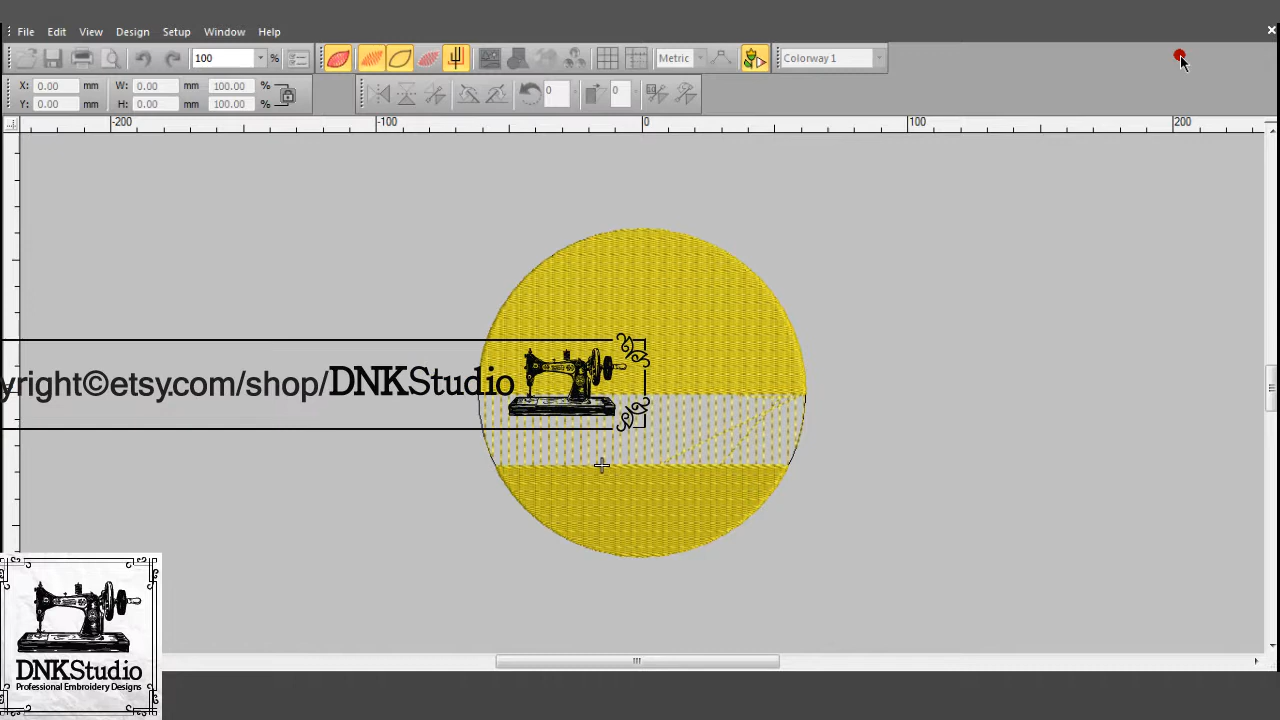 File Edit View Design Setup Window Help
100 % Metric Colorway 1
X: 0.00 mm W: 0.00 mm 100.00 % 0 0
Y: 0.00 mm H: 0.00 mm 100.00 %
-200 -100 0 100 200
yright©etsy.com/shop/DNKStudio
DNKStudio
Professional Embroidery Designs